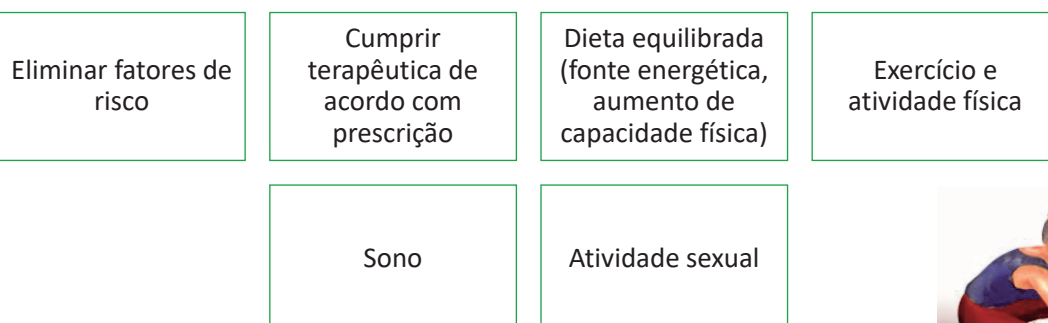 Eliminar fatores de
risco
Cumprir
terapêutica de
acordo com
prescrição
Dieta equilibrada
(fonte energética,
aumento de
capacidade física)
Exercício e
atividade física
Sono
Atividade sexual